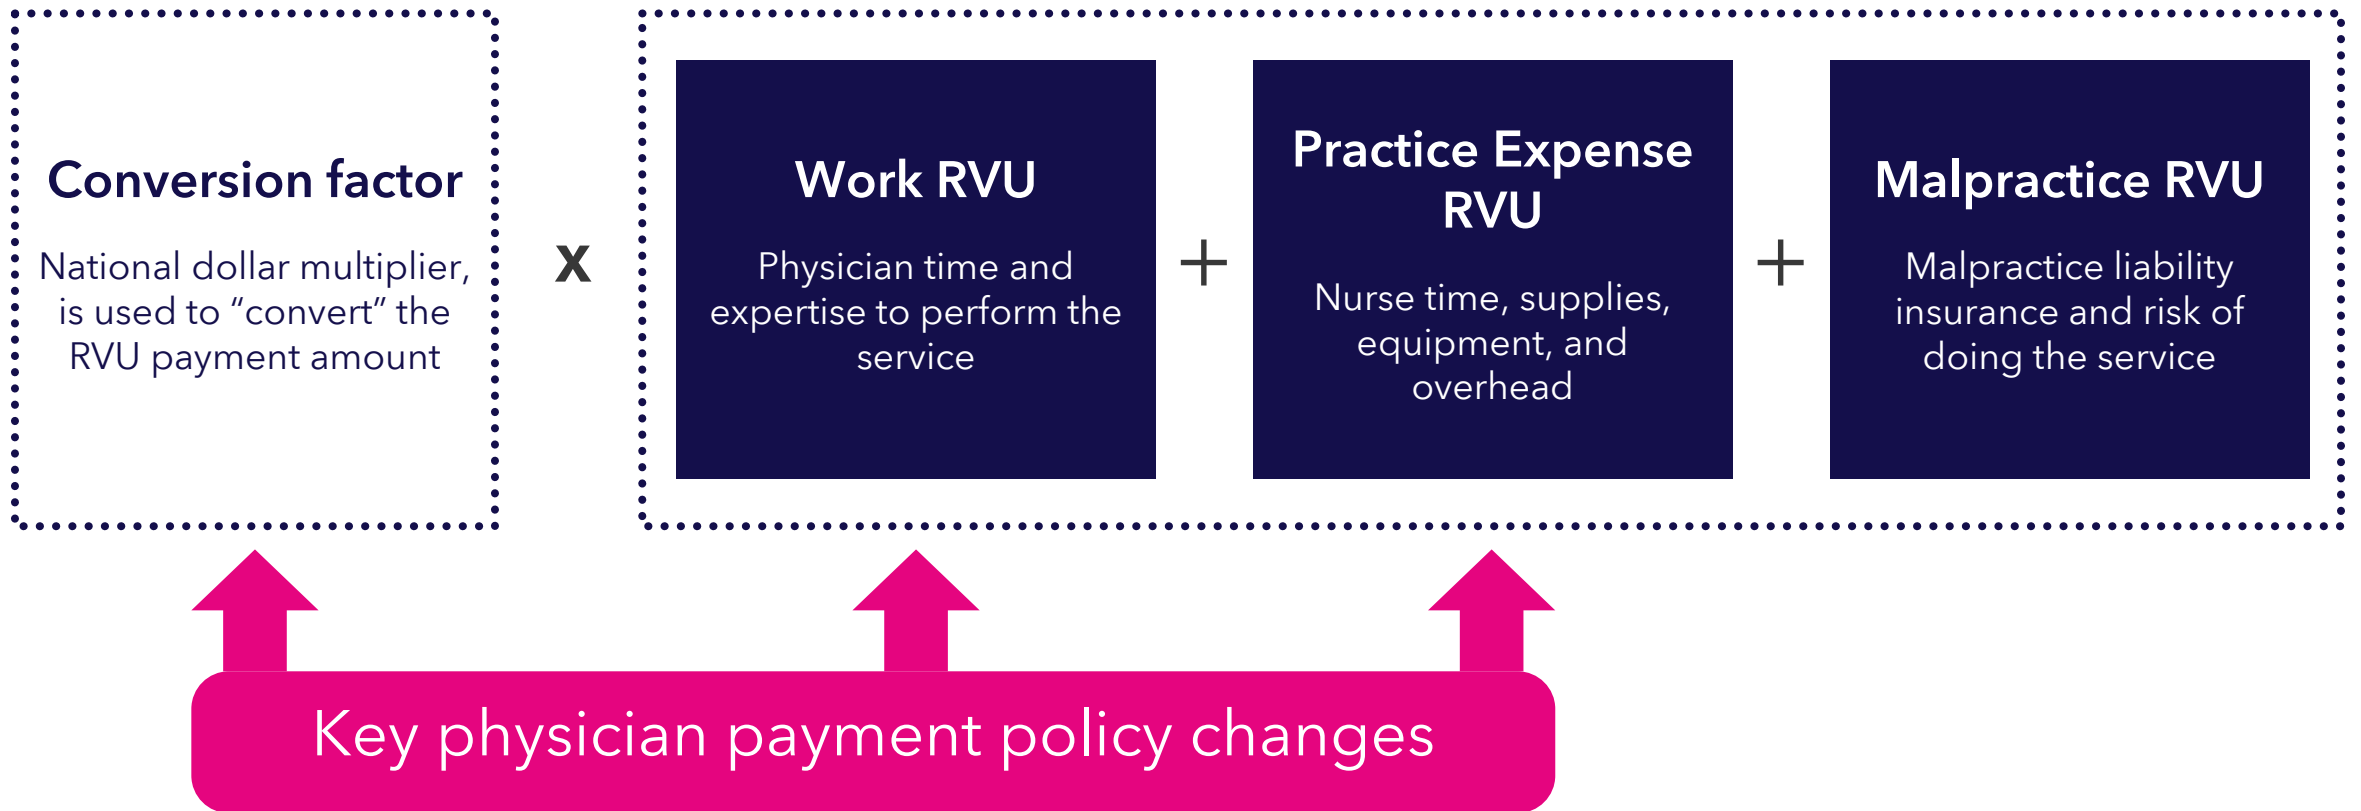 Conversion factor
National dollar multiplier,
is used to “convert” the
RVU payment amount
x
Work RVU
Physician time and
expertise to perform the
service
+
Practice Expense
RVU
Nurse time, supplies,
equipment, and
overhead
+
Malpractice RVU
Malpractice liability
insurance and risk of
doing the service
Key physician payment policy changes